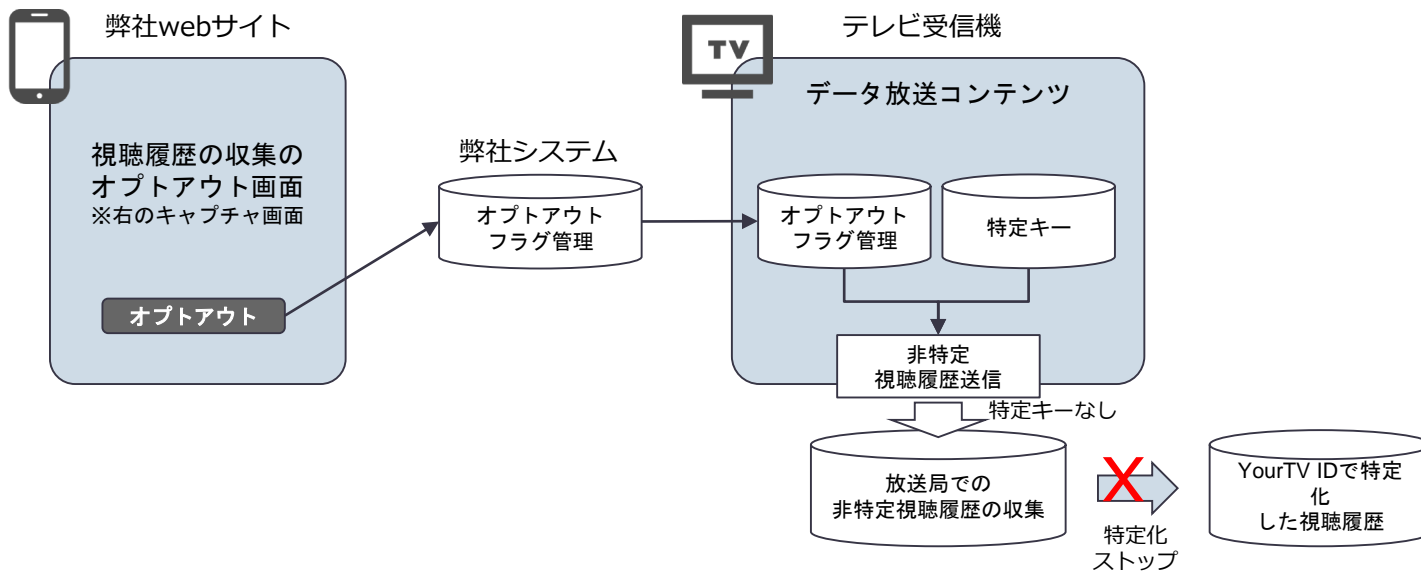 弊社webサイト
視聴履歴の収集の
オプトアウト画面
※右のキャプチャ画面
オプトアウト
弊社システム
オプトアウト
フラグ管理
テレビ受信機
TV
データ放送コンテンツ
オプトアウト
フラグ管理
特定キー
非特定
視聴履歴送信
特定キーなし
放送局での
非特定視聴履歴の収集
X
特定化
ストップ
YourTV IDで特定
化
した視聴履歴